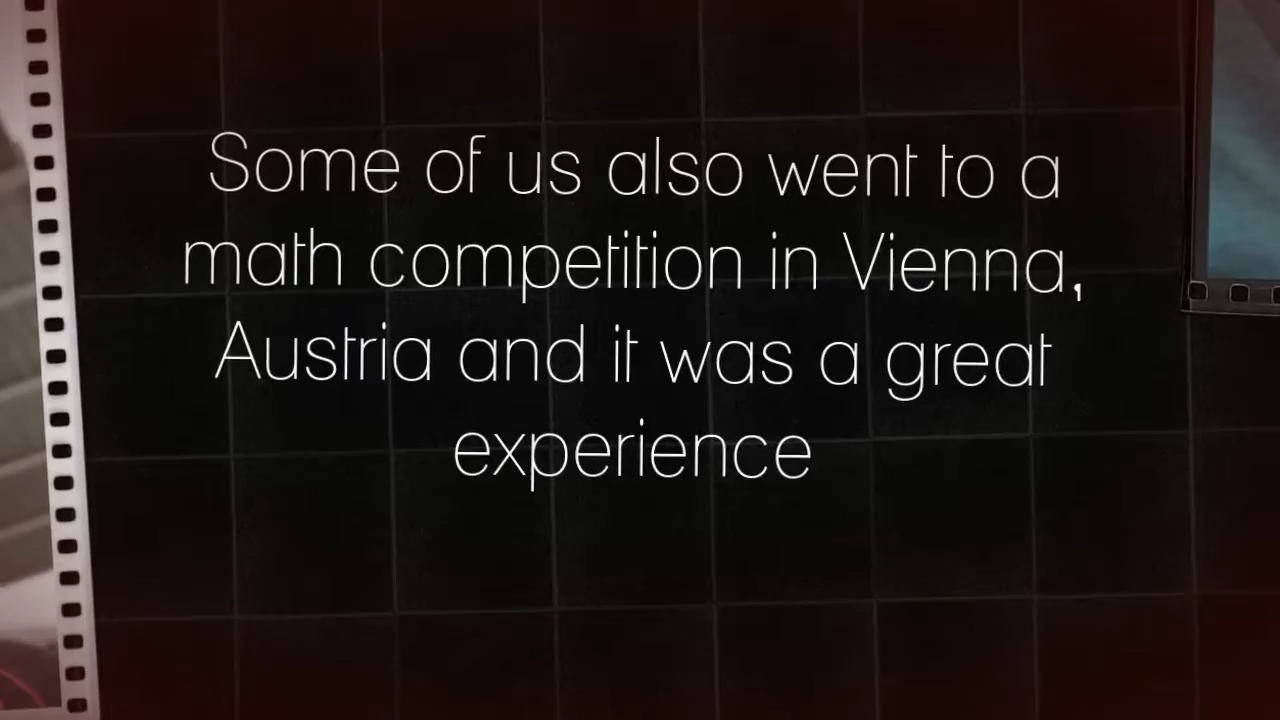 Some of us also went to a
math competition in Vienna,
Austria and it was a great
experience